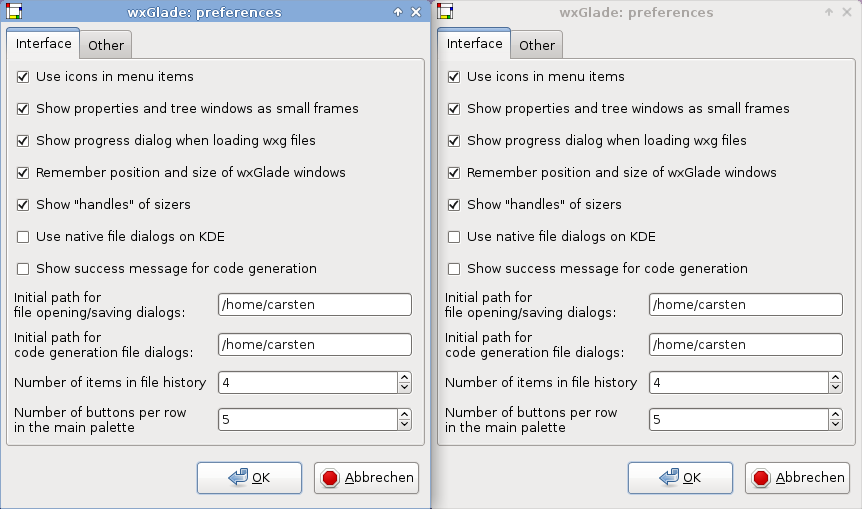 wxGlade: preferences
Interface Other
Use icons in menu items
Show properties and tree windows as small frames
Show progress dialog when loading wxg files
Remember position and size of wxGlade windows
Show "handles" of sizers
Use native file dialogs on KDE
Show success message for code generation
Initial path for
file opening/saving dialogs: /home/carsten
Initial path for
code generation file dialogs: /home/carsten
Number of items in file history 4
Number of buttons per row
in the main palette 5
OK Abbrechen
wxGlade: preferences
Interface Other
Use icons in menu items
Show properties and tree windows as small frames
Show progress dialog when loading wxg files
Remember position and size of wxGlade windows
Show "handles" of sizers
Use native file dialogs on KDE
Show success message for code generation
Initial path for
file opening/saving dialogs: /home/carsten
Initial path for
code generation file dialogs: /home/carsten
Number of items in file history 4
Number of buttons per row
in the main palette 5
OK Abbrechen